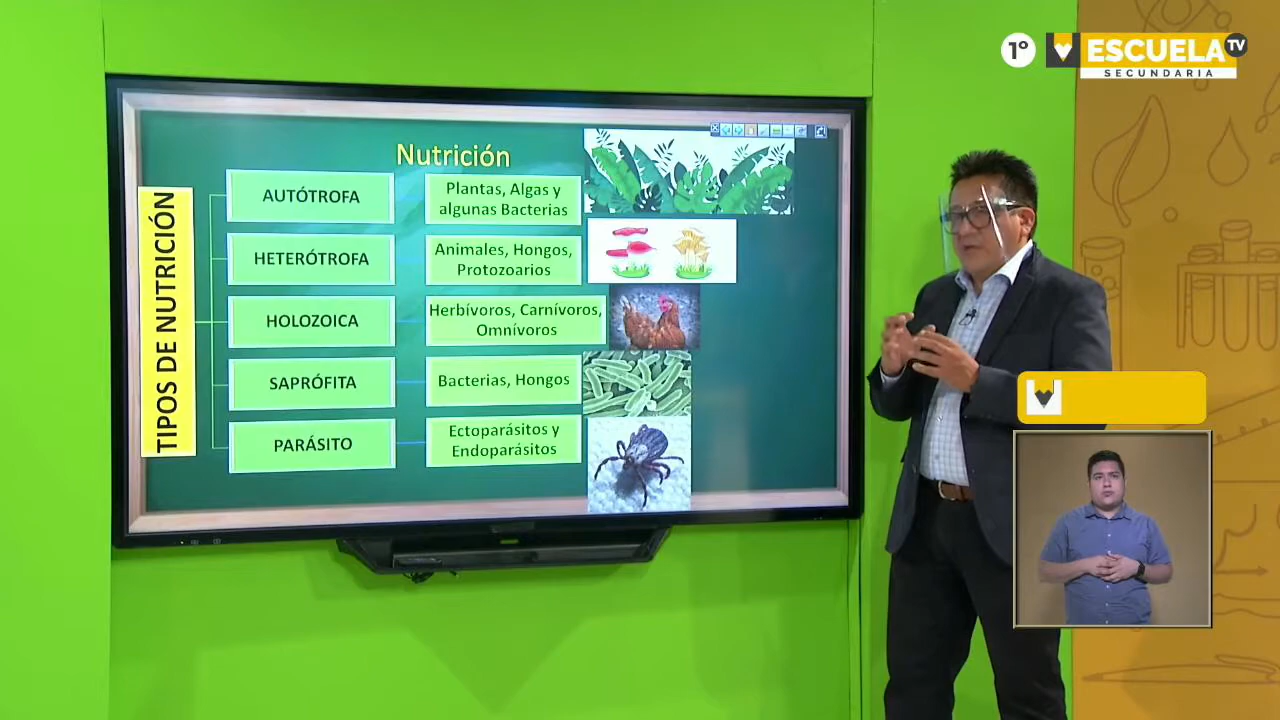 1º
ESCUELA TV
SECUNDARIA
Nutrición
TIPOS DE NUTRICIÓN
AUTÓTROFA
Plantas, Algas y
algunas Bacterias
HETERÓTROFA
Animales, Hongos,
Protozoarios
HOLOZOICA
Herbívoros, Carnívoros,
Omnívoros
SAPRÓFITA
Bacterias, Hongos
PARÁSITO
Ectoparásitos y
Endoparásitos